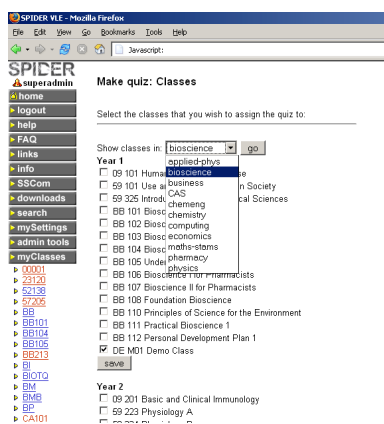 SPIDER VLE - Mozilla Firefox
File Edit View Go Bookmarks Tools Help
Javascript:
SPIDER
superadmin
home
logout
help
FAQ
links
info
SSCom
downloads
search
mySettings
admin tools
myClasses
00001
23120
52138
57205
BB
BB101
BB104
BB105
BB213
BI
BIOTQ
BM
BMB
BP
CA101
Make quiz: Classes
Select the classes that you wish to assign the quiz to:
Show classes in: bioscience go
applied-phys
bioscience
business
CAS
chemeng
chemistry
computing
economics
maths-stams
pharmacy
physics
Year 1
09 101 Huma se
59 101 Use a n Society
59 325 Introdu cal Sciences
BB 101 Biosc
BB 102 Biosc
BB 103 Biosc
BB 104 Biosc
BB 105 Under
BB 106 Bioscience I for Pharmacists
BB 107 Bioscience II for Pharmacists
BB 108 Foundation Bioscience
BB 110 Principles of Science for the Environment
BB 111 Practical Bioscience 1
BB 112 Personal Development Plan 1
DE M01 Demo Class
save
Year 2
09 201 Basic and Clinical Immunology
59 223 Physiology A